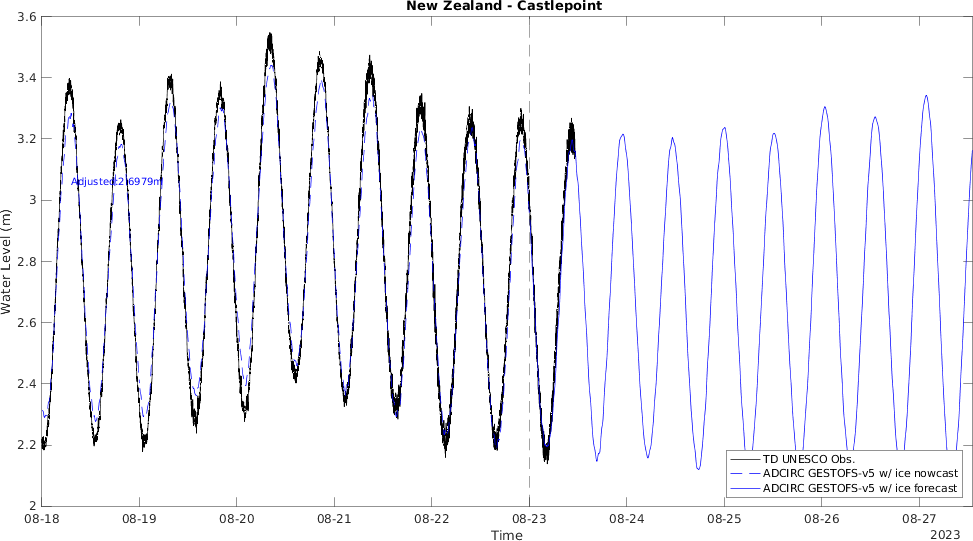 New Zealand - Castlepoint
3.6
3.4
3.2
3
2.8
2.6
2.4
2.2
2
Water Level (m)
Adjusted:2.6979m
TD UNESCO Obs.
ADCIRC GESTOFS-v5 w/ ice nowcast
ADCIRC GESTOFS-v5 w/ ice forecast
08-18 08-19 08-20 08-21 08-22 08-23 08-24 08-25 08-26 08-27
Time
2023